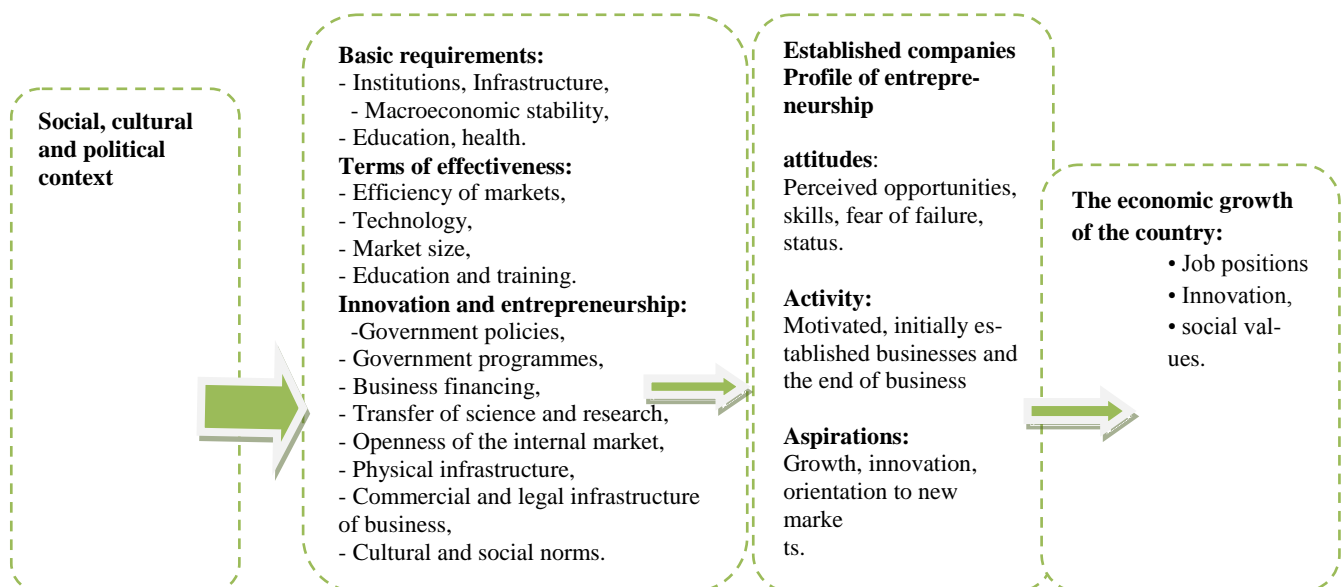 Social, cultural
and political
context
Basic requirements:
- Institutions, Infrastructure,
- Macroeconomic stability,
- Education, health.
Terms of effectiveness:
- Efficiency of markets,
- Technology,
- Market size,
- Education and training.
Innovation and entrepreneurship:
-Government policies,
- Government programmes,
- Business financing,
- Transfer of science and research,
- Openness of the internal market,
- Physical infrastructure,
- Commercial and legal infrastructure
of business,
- Cultural and social norms.
Established companies
Profile of entrepre-
neurship
attitudes:
Perceived opportunities,
skills, fear of failure,
status.
Activity:
Motivated, initially es-
tablished businesses and
the end of business
Aspirations:
Growth, innovation,
orientation to new
marke
ts.
The economic growth
of the country:
• Job positions
• Innovation,
• social val-
ues.